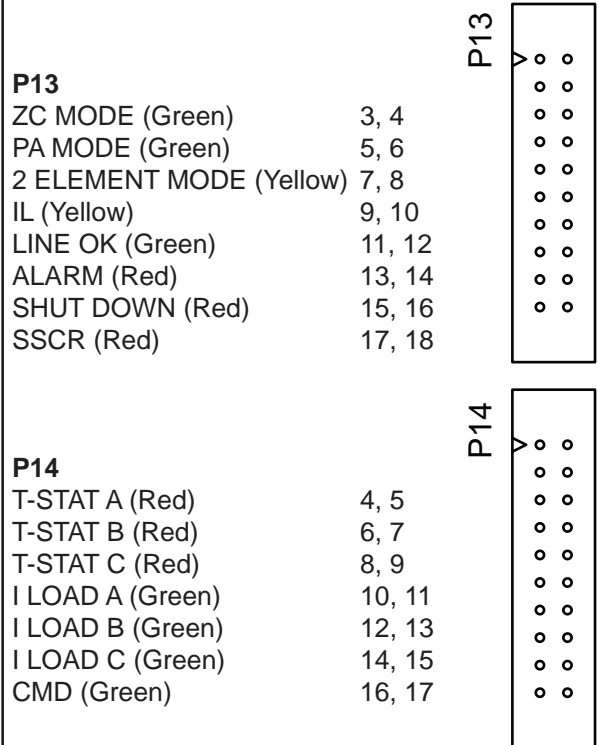 P13
P13
ZC MODE (Green) 3, 4
PA MODE (Green) 5, 6
2 ELEMENT MODE (Yellow) 7, 8
IL (Yellow) 9, 10
LINE OK (Green) 11, 12
ALARM (Red) 13, 14
SHUT DOWN (Red) 15, 16
SSCR (Red) 17, 18
P14
P14
T-STAT A (Red) 4, 5
T-STAT B (Red) 6, 7
T-STAT C (Red) 8, 9
I LOAD A (Green) 10, 11
I LOAD B (Green) 12, 13
I LOAD C (Green) 14, 15
CMD (Green) 16, 17